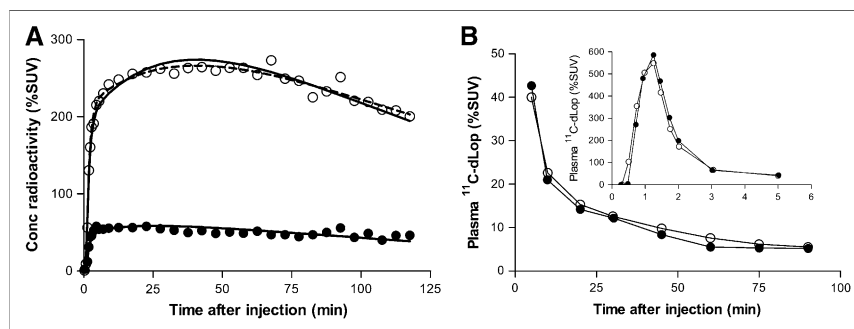 A
Conc radioactivity (%SUV)
300
200
100
0
0 25 50 75 100 125
Time after injection (min)
B
Plasma ¹¹C-dLop (%SUV)
50
40
30
20
10
0
0 25 50 75 100
Time after injection (min)
Plasma ¹¹C-dLop (%SUV)
600
500
400
300
200
100
0
0 1 2 3 4 5 6